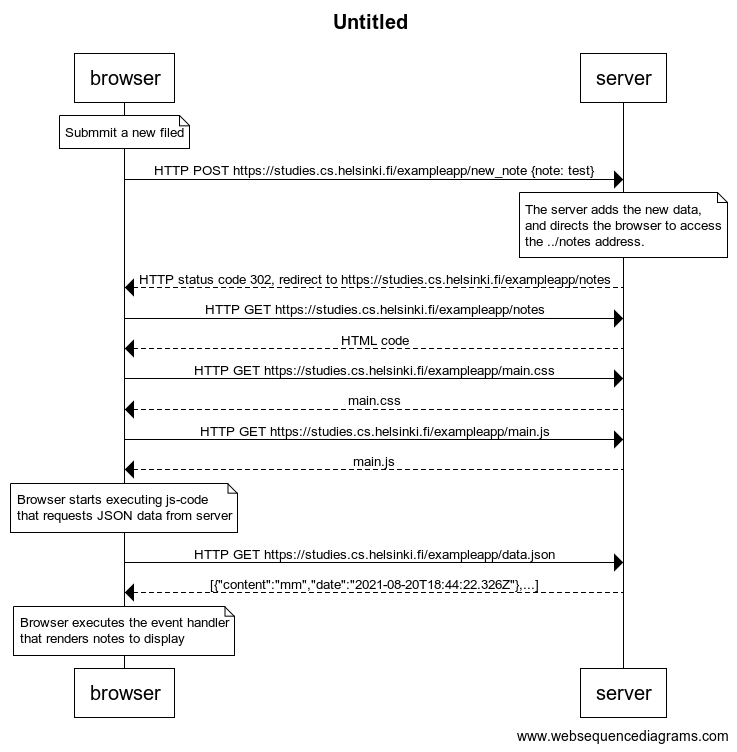 Untitled
browser
server
Submmit a new filed
HTTP POST https://studies.cs.helsinki.fi/exampleapp/new_note {note: test}
The server adds the new data,
and directs the browser to access
the ../notes address.
HTTP status code 302, redirect to https://studies.cs.helsinki.fi/exampleapp/notes
HTTP GET https://studies.cs.helsinki.fi/exampleapp/notes
HTML code
HTTP GET https://studies.cs.helsinki.fi/exampleapp/main.css
main.css
HTTP GET https://studies.cs.helsinki.fi/exampleapp/main.js
main.js
Browser starts executing js-code
that requests JSON data from server
HTTP GET https://studies.cs.helsinki.fi/exampleapp/data.json
[{"content":"mm","date":"2021-08-20T18:44:22.326Z"},...]
Browser executes the event handler
that renders notes to display
browser
server
www.websequencediagrams.com